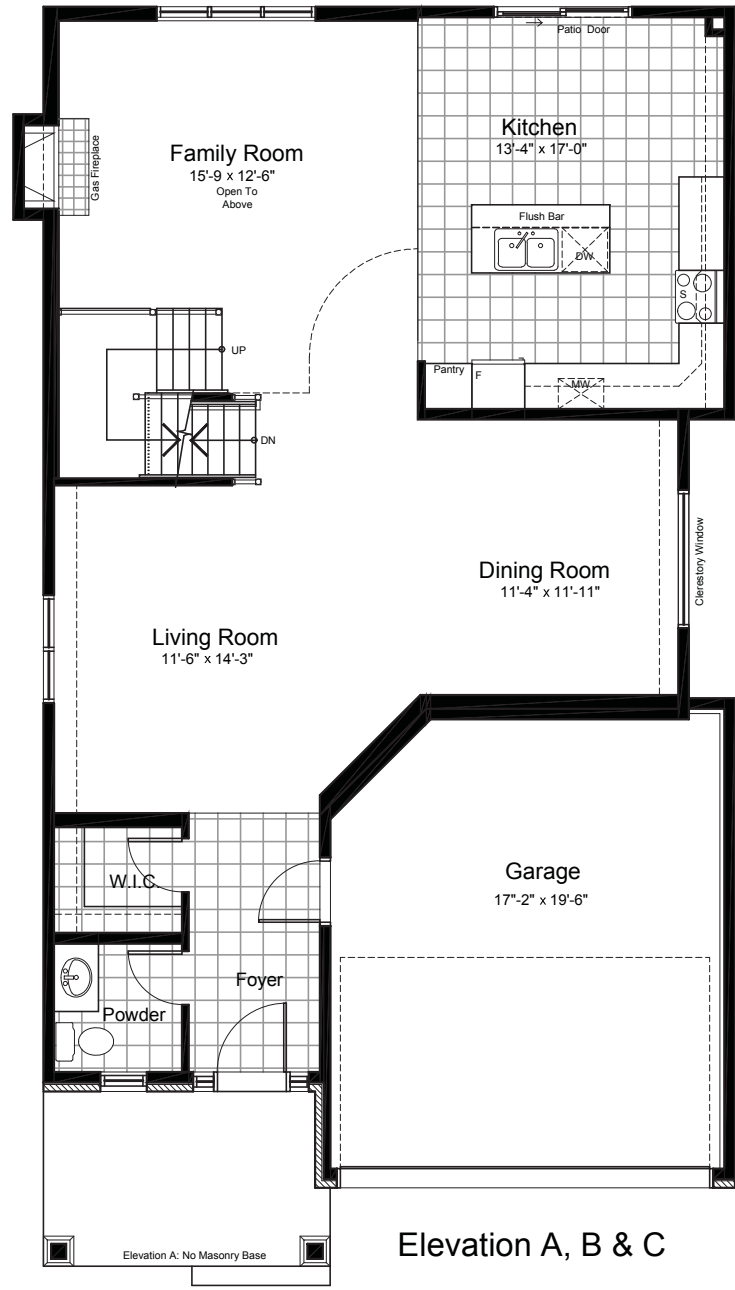 Patio Door
Kitchen
13'-4" x 17'-0"
Family Room
15'-9 x 12'-6"
Open To
Above
Gas Fireplace
Flush Bar
DW
S
UP
Pantry
F
MW
DN
Clerestory Window
Dining Room
11'-4" x 11'-11"
Living Room
11'-6" x 14'-3"
W.I.C.
Garage
17"-2" x 19'-6"
Foyer
Powder
Elevation A: No Masonry Base
Elevation A, B & C